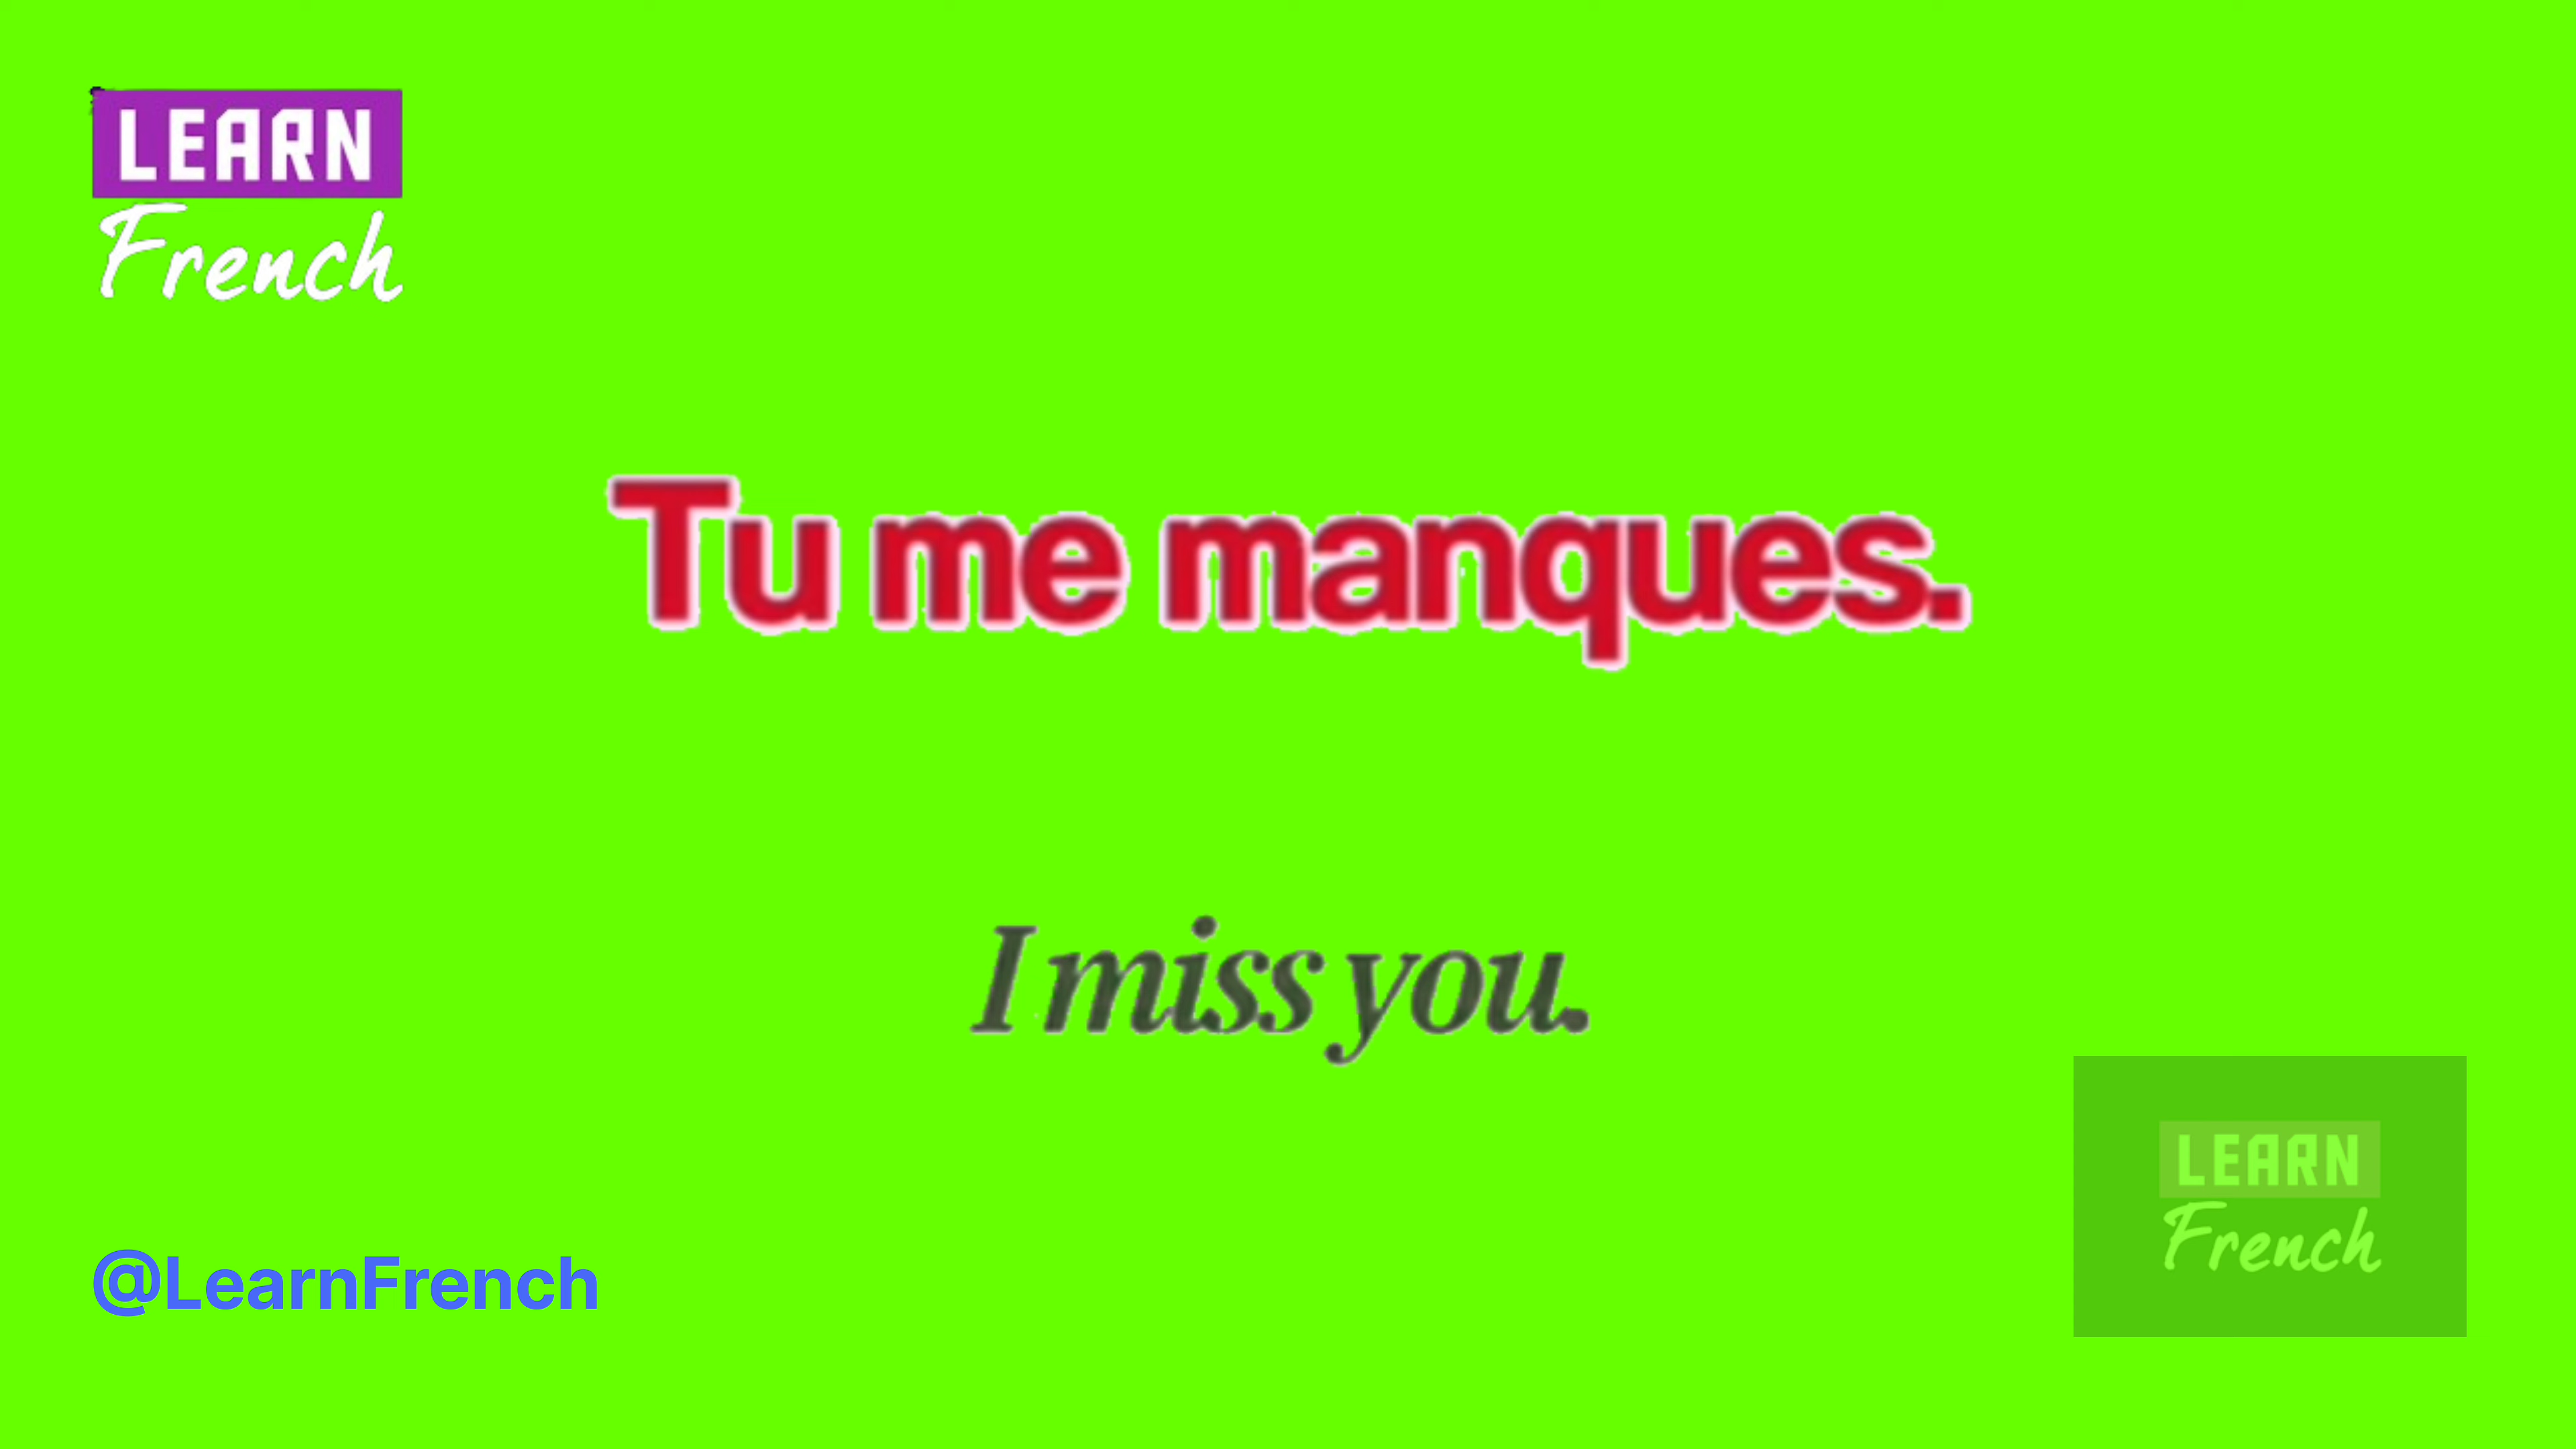 LEARN
French
Tu me manques.
I miss you.
LEARN
French
@LearnFrench